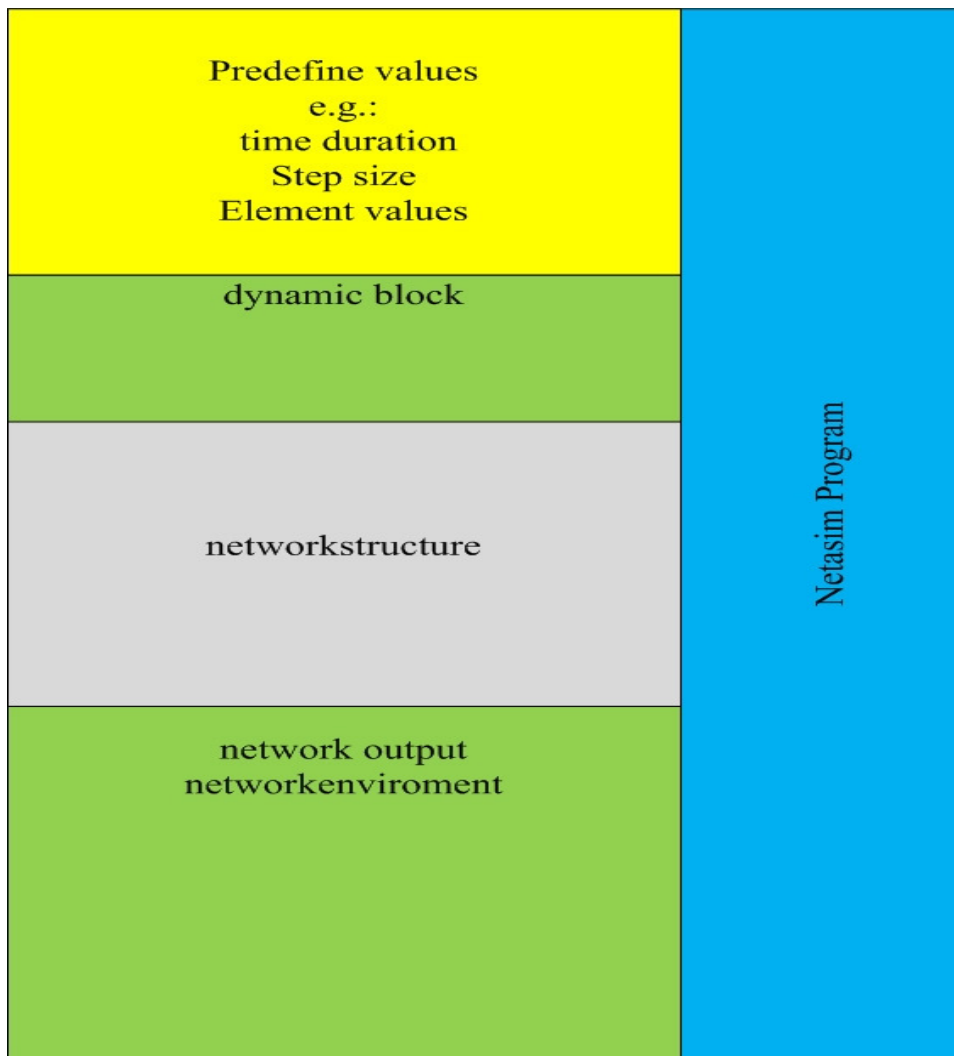 Predefine values
e.g.:
time duration
Step size
Element values
dynamic block
networkstructure
network output
networkenviroment
Netasim Program